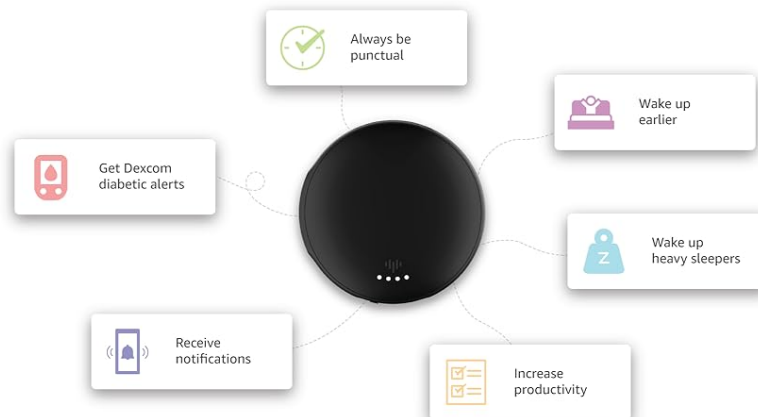 Always be
punctual
Wake up
earlier
Get Dexcom
diabetic alerts
Wake up
heavy sleepers
Z
Receive
notifications
Increase
productivity